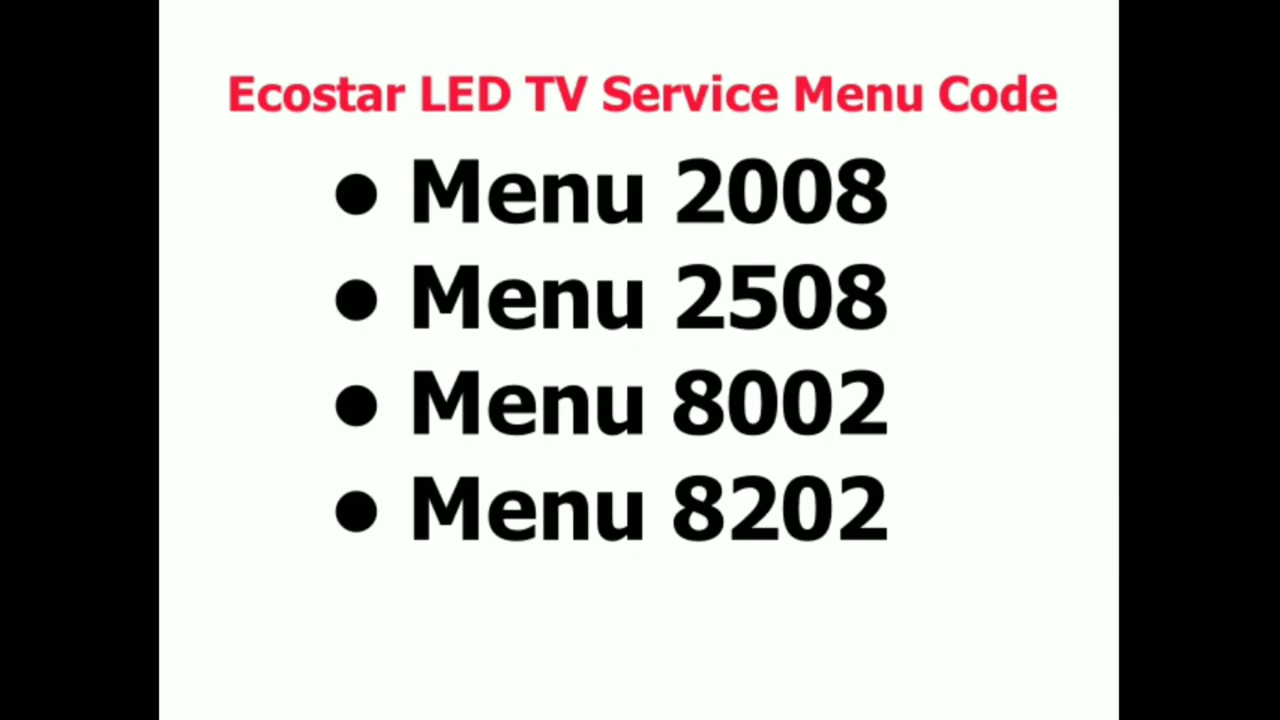 Ecostar LED TV Service Menu Code
• Menu 2008
• Menu 2508
• Menu 8002
• Menu 8202